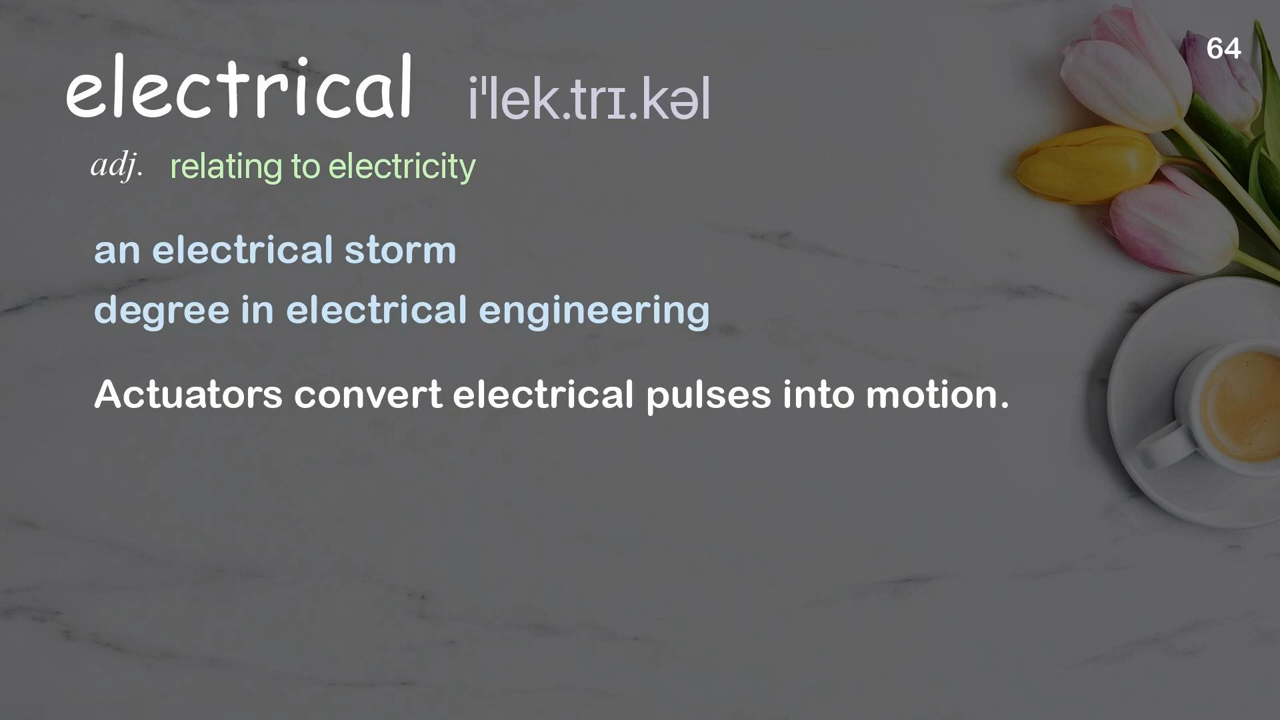 64
electrical iˈlek.trɪ.kəl
adj. relating to electricity
an electrical storm
degree in electrical engineering
Actuators convert electrical pulses into motion.